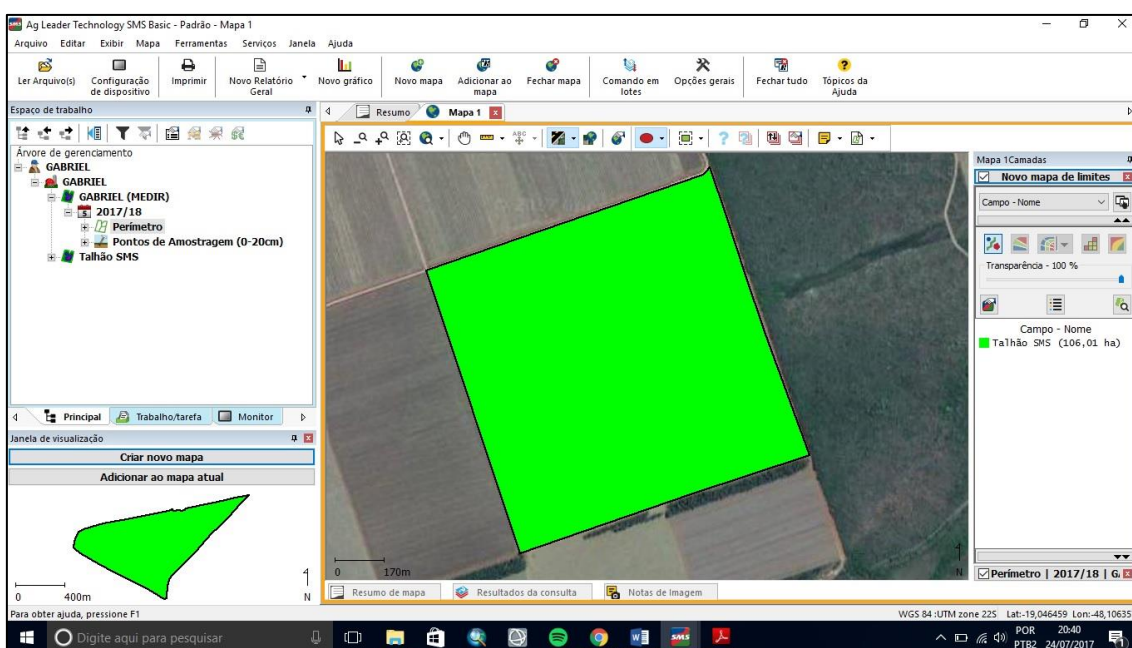 SMS Ag Leader Technology SMS Basic - Padrão - Mapa 1
Arquivo Editar Exibir Mapa Ferramentas Serviços Janela Ajuda
Ler Arquivo(s) Configuração de dispositivo Imprimir Novo Relatório Geral Novo gráfico Novo mapa Adicionar ao mapa Fechar mapa Comando em lotes Opções gerais Fechar tudo Tópicos da Ajuda
Espaço de trabalho
Resumo Mapa 1
Árvore de gerenciamento
GABRIEL
GABRIEL
GABRIEL (MEDIR)
2017/18
Perímetro
Pontos de Amostragem (0-20cm)
Talhão SMS
Principal Trabalho/tarefa Monitor
Janela de visualização
Criar novo mapa
Adicionar ao mapa atual
0 400m
N
0 170m
N
Mapa 1Camadas
Novo mapa de limites
Campo - Nome
Transparência - 100 %
Campo - Nome
Talhão SMS (106,01 ha)
Perímetro | 2017/18 |
Resumo de mapa Resultados da consulta Notas de Imagem
Para obter ajuda, pressione F1
WGS 84 :UTM zone 22S Lat:-19,046459 Lon:-48,10635
Digite aqui para pesquisar
W SMS
POR 20:40
PTB2 24/07/2017